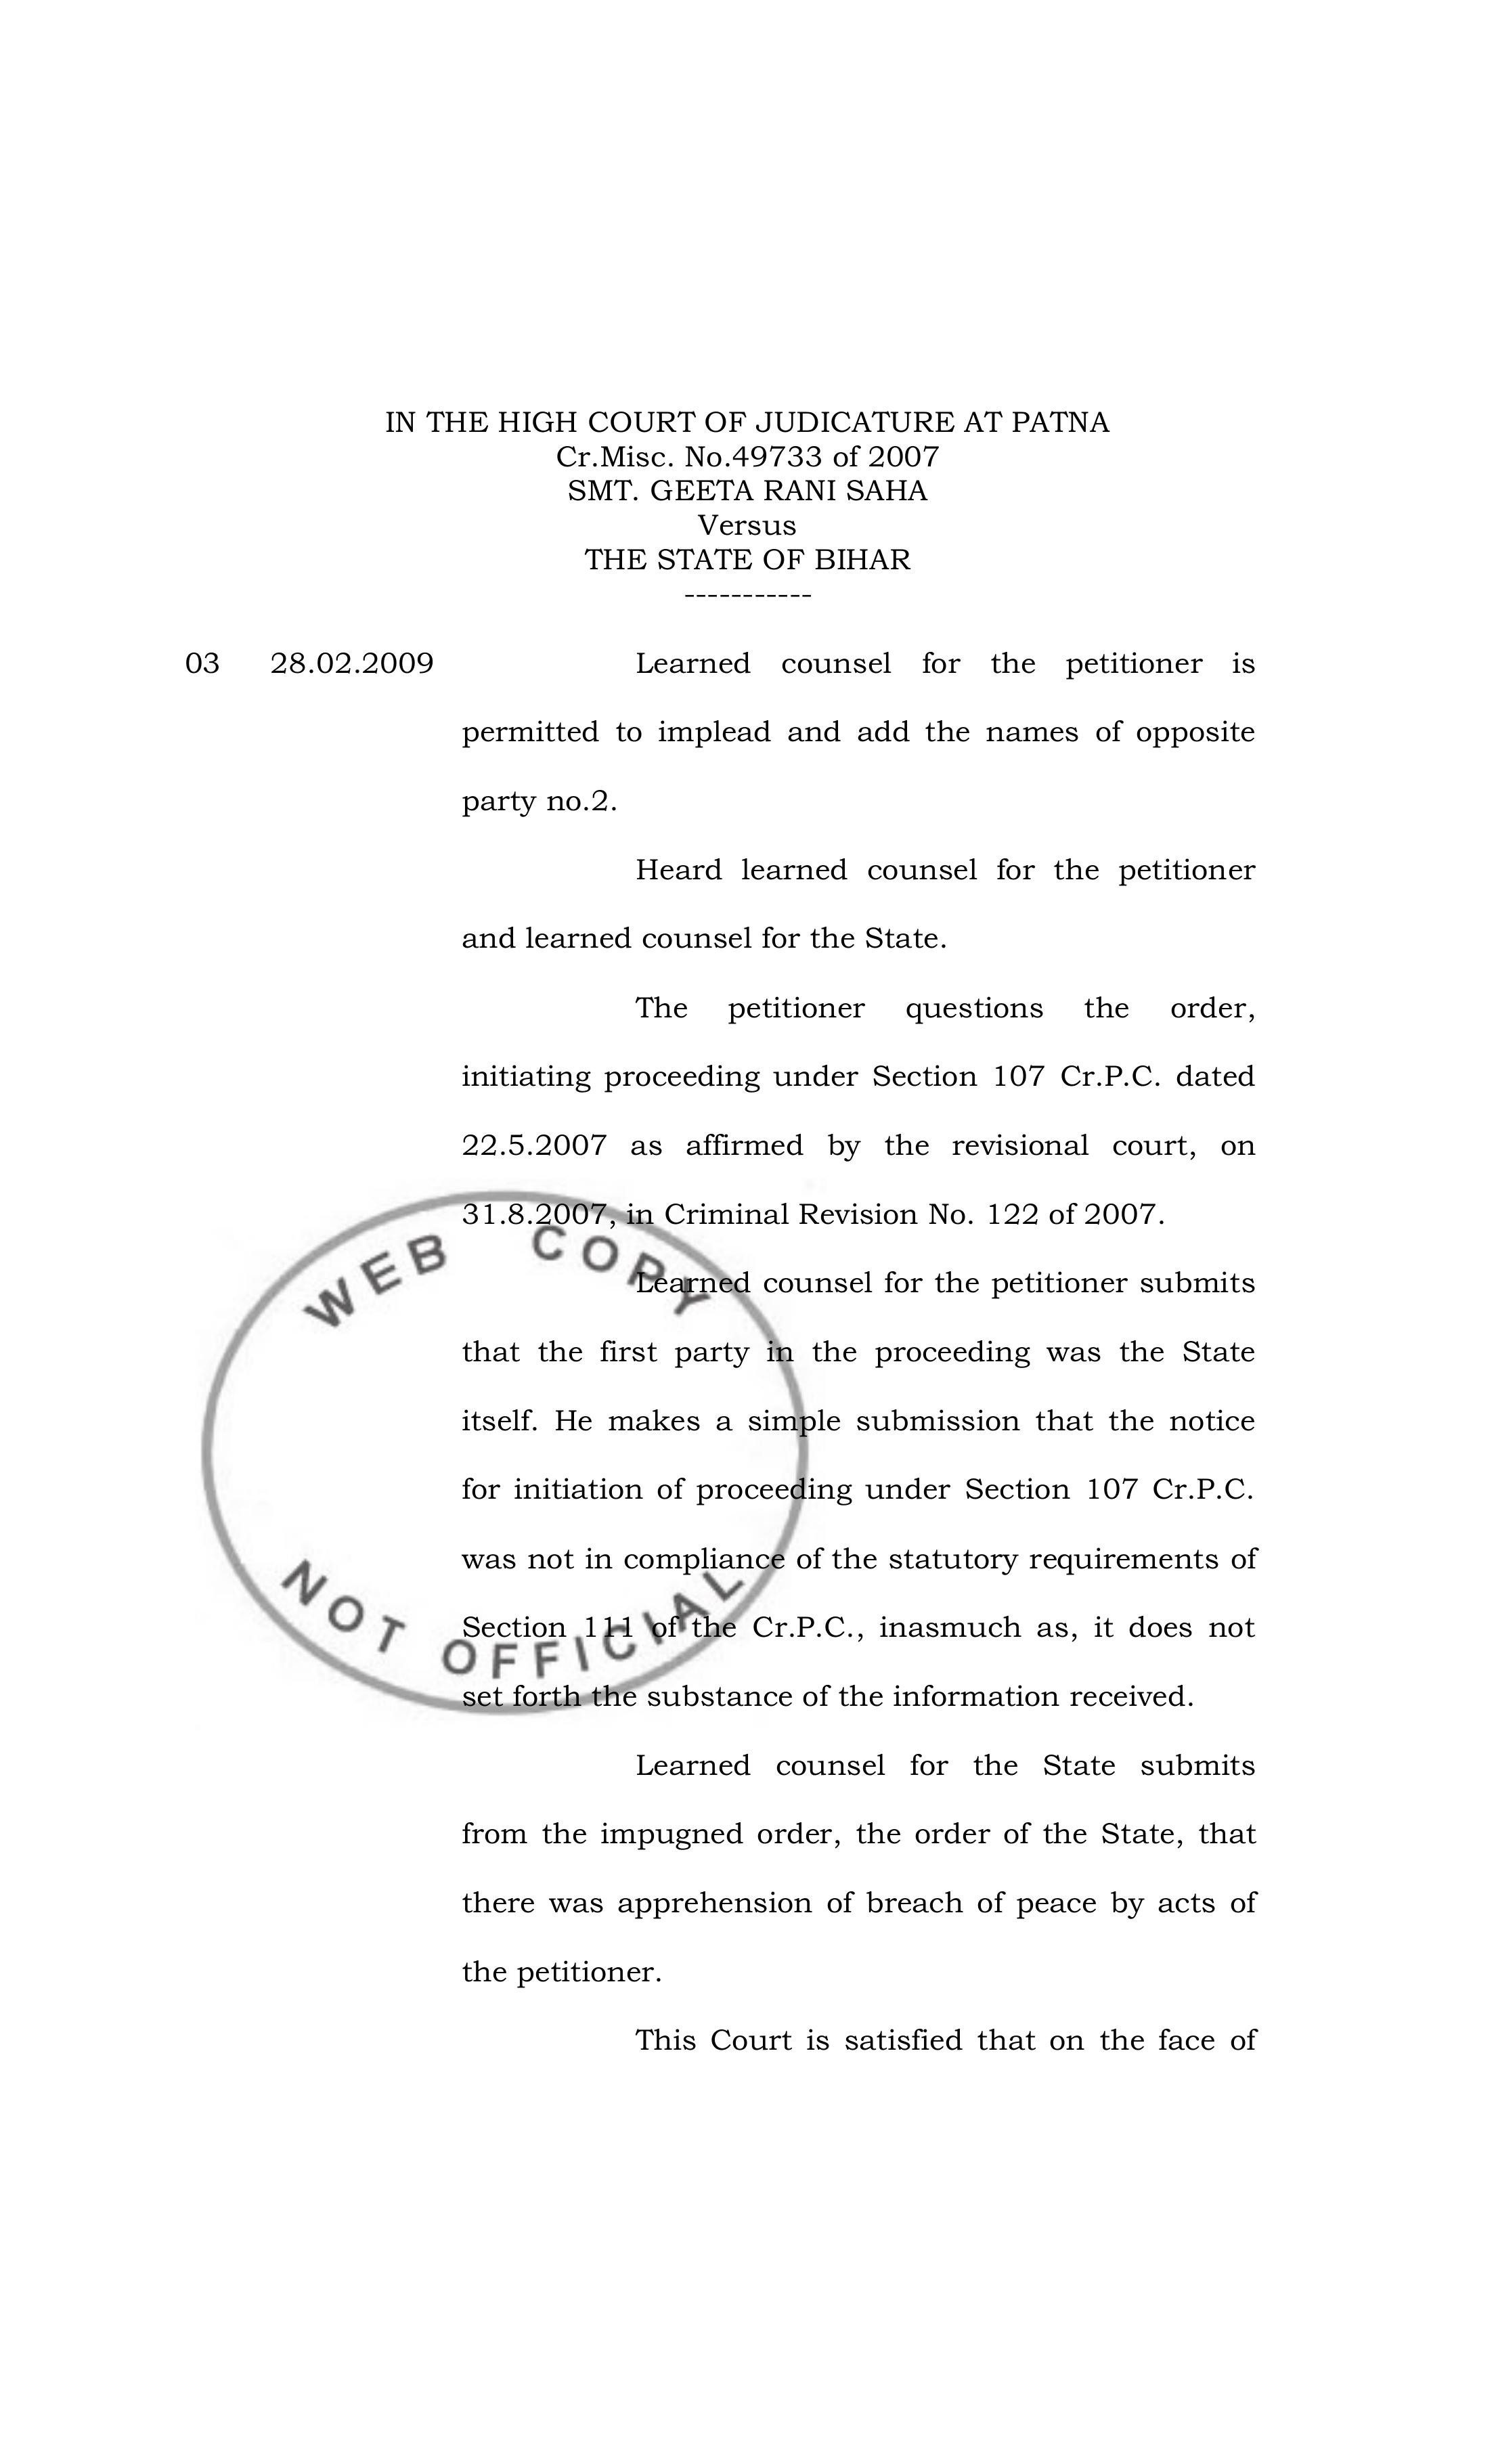 IN THE HIGH COURT OF JUDICATURE AT PATNA
Cr.Misc. No.49733 of 2007
SMT. GEETA RANI SAHA
Versus
THE STATE OF BIHAR
-----------
03 28.02.2009 Learned counsel for the petitioner is
permitted to implead and add the names of opposite
party no.2.
Heard learned counsel for the petitioner
and learned counsel for the State.
The petitioner questions the order,
initiating proceeding under Section 107 Cr.P.C. dated
22.5.2007 as affirmed by the revisional court, on
31.8.2007, in Criminal Revision No. 122 of 2007.
Learned counsel for the petitioner submits
that the first party in the proceeding was the State
itself. He makes a simple submission that the notice
for initiation of proceeding under Section 107 Cr.P.C.
was not in compliance of the statutory requirements of
Section 111 of the Cr.P.C., inasmuch as, it does not
set forth the substance of the information received.
Learned counsel for the State submits
from the impugned order, the order of the State, that
there was apprehension of breach of peace by acts of
the petitioner.
This Court is satisfied that on the face of
WEB COPY
NOT OFFICIAL